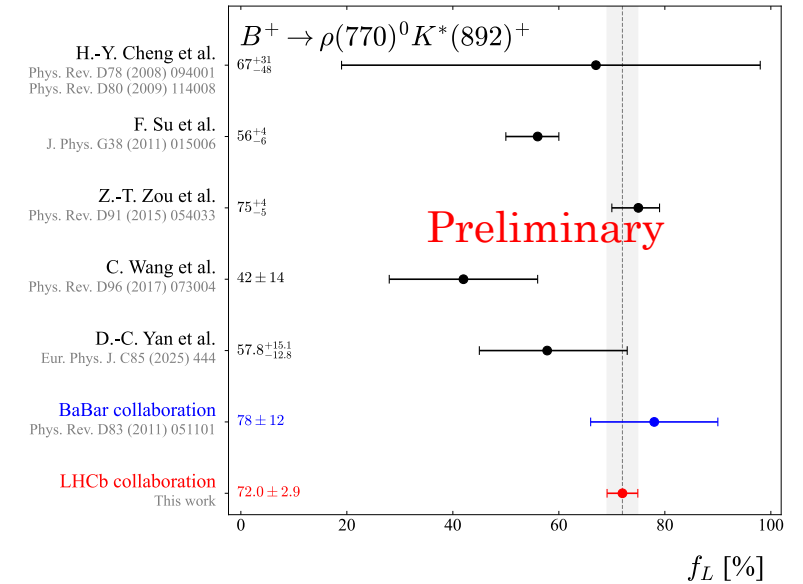 B⁺ → ρ(770)⁰K*(892)⁺
H.-Y. Cheng et al.
Phys. Rev. D78 (2008) 094001
Phys. Rev. D80 (2009) 114008
67⁺³¹₋₄₈
F. Su et al.
J. Phys. G38 (2011) 015006
56⁺⁴₋₆
Z.-T. Zou et al.
Phys. Rev. D91 (2015) 054033
75⁺⁴₋₅
Preliminary
C. Wang et al.
Phys. Rev. D96 (2017) 073004
42 ± 14
D.-C. Yan et al.
Eur. Phys. J. C85 (2025) 444
57.8⁺¹⁵·¹₋₁₂.₈
BaBar collaboration
Phys. Rev. D83 (2011) 051101
78 ± 12
LHCb collaboration
This work
72.0 ± 2.9
0 20 40 60 80 100
f_L [%]